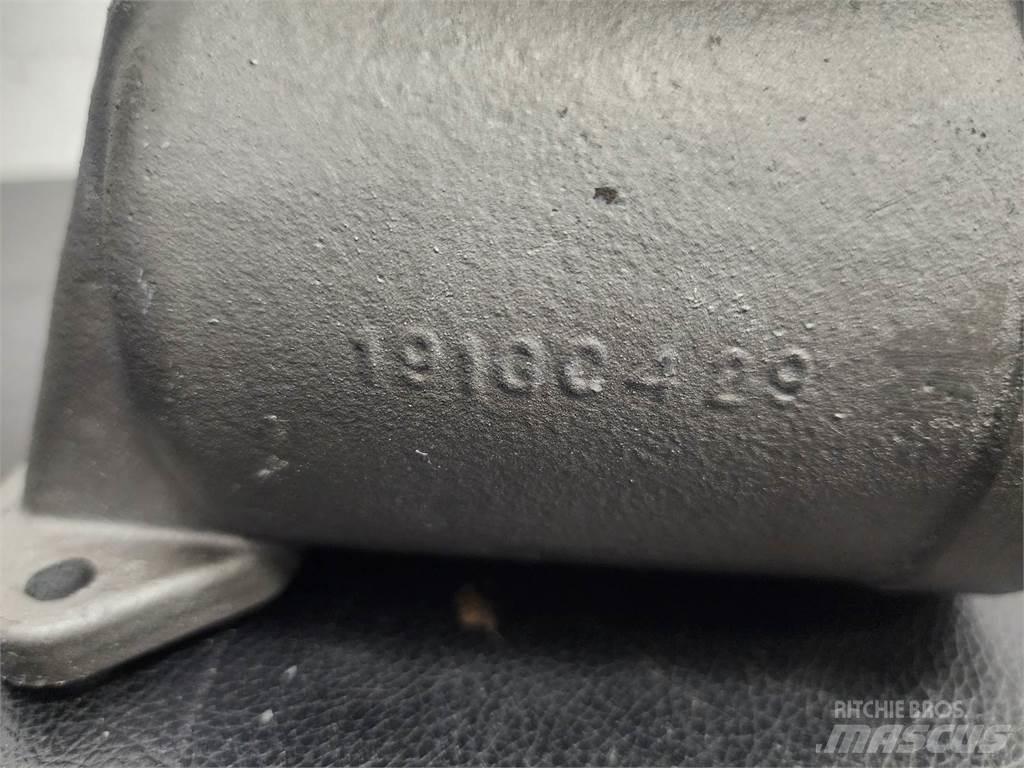 19100429
RITCHIE BROS.
MASCUS